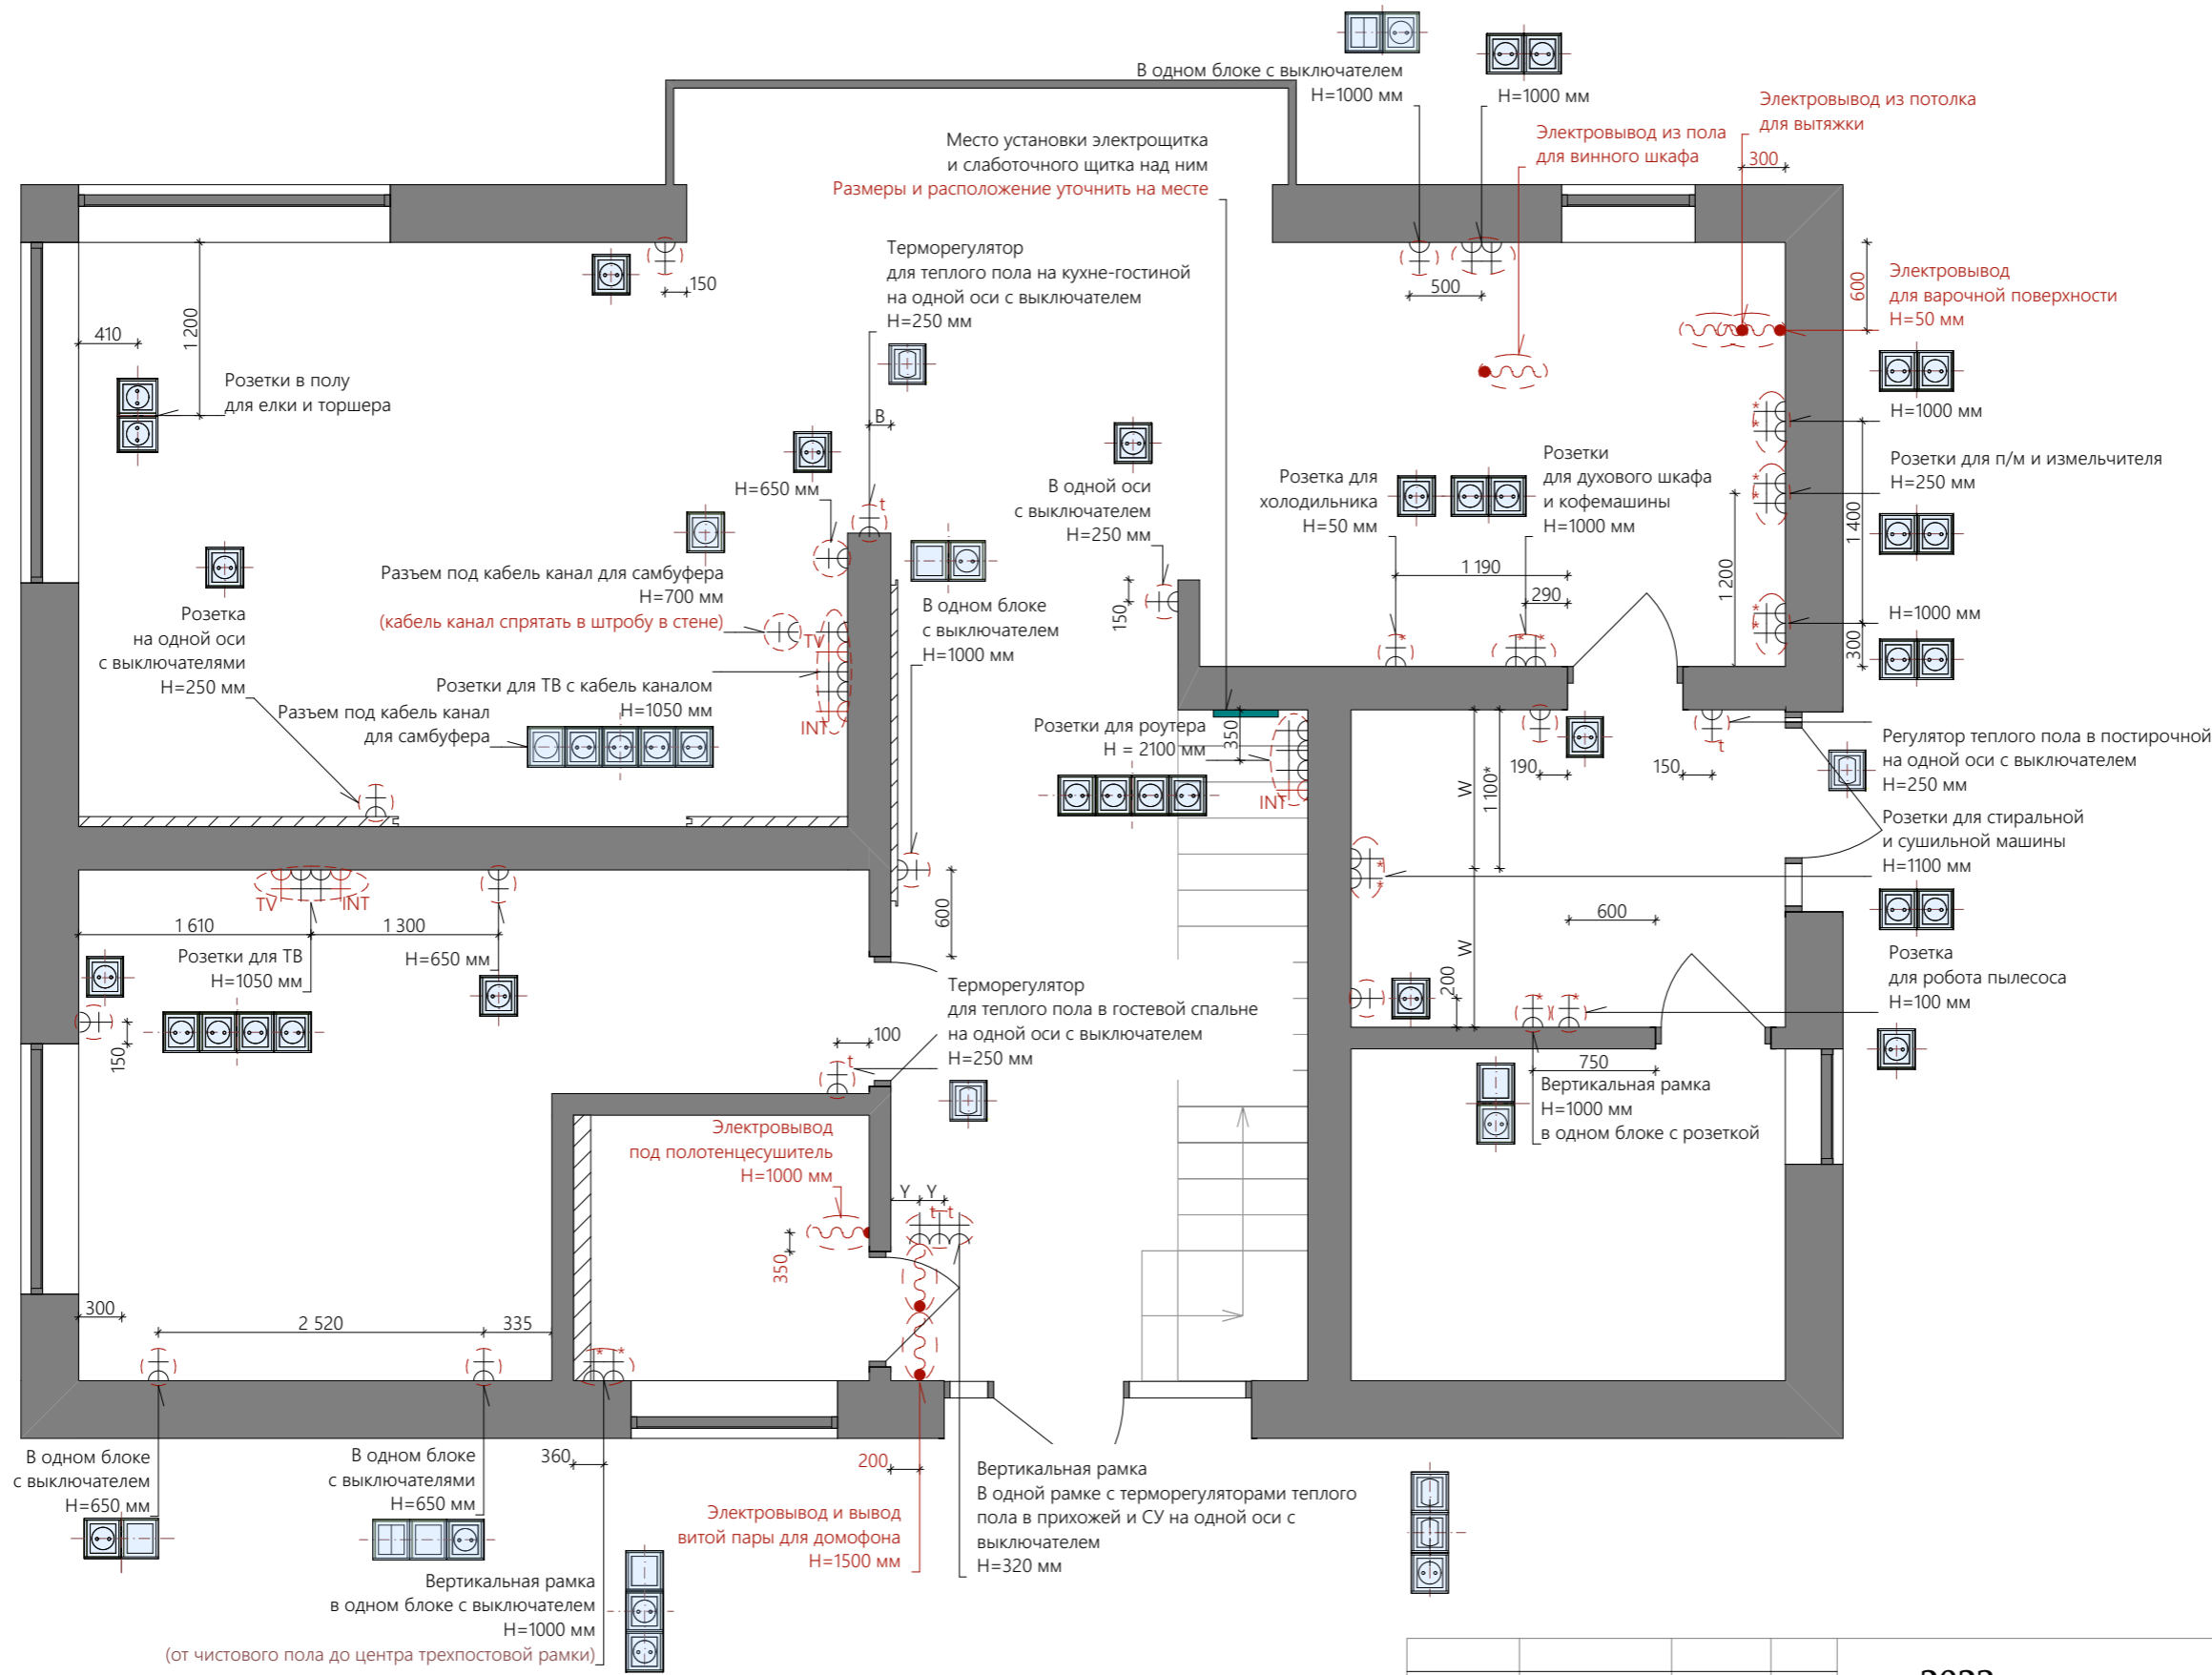 В одном блоке с выключателем
H=1000 мм
H=1000 мм
Электровывод из потолка
для вытяжки
Электровывод из пола
для винного шкафа
300
Место установки электрощитка
и слаботочного щитка над ним
Размеры и расположение уточнить на месте
Терморегулятор
для теплого пола на кухне-гостиной
на одной оси с выключателем
H=250 мм
150
500
600
Электровывод
для варочной поверхности
H=50 мм
410
1 200
Розетки в полу
для елки и торшера
B
H=1000 мм
H=650 мм
В одной оси
с выключателем
H=250 мм
Розетка для
холодильника
H=50 мм
Розетки
для духового шкафа
и кофемашины
H=1000 мм
Розетки для п/м и измельчителя
H=250 мм
1 400
1 200
t
Разъем под кабель канал для самбуфера
H=700 мм
(кабель канал спрятать в штробу в стене)
1 190
290
150
Розетка
на одной оси
с выключателями
H=250 мм
В одном блоке
с выключателем
H=1000 мм
H=1000 мм
300
TV
Розетки для ТВ с кабель каналом
H=1050 мм
INT
Разъем под кабель канал
для самбуфера
Розетки для роутера
H = 2100 мм
350
INT
190
150
t
W
1 100*
Регулятор теплого пола в постирочной
на одной оси с выключателем
H=250 мм
Розетки для стиральной
и сушильной машины
H=1100 мм
TV
INT
1 610
1 300
600
600
W
200
Розетки для ТВ
H=1050 мм
H=650 мм
Розетка
для робота пылесоса
H=100 мм
Терморегулятор
для теплого пола в гостевой спальне
на одной оси с выключателем
H=250 мм
150
100
t
750
Вертикальная рамка
H=1000 мм
в одном блоке с розеткой
Электровывод
под полотенцесушитель
H=1000 мм
Y
Y
t
t
350
300
2 520
335
360
200
В одном блоке
с выключателем
H=650 мм
В одном блоке
с выключателями
H=650 мм
Вертикальная рамка
В одной рамке с терморегуляторами теплого
пола в прихожей и СУ на одной оси с
выключателем
H=320 мм
Электровывод и вывод
витой пары для домофона
H=1500 мм
Вертикальная рамка
в одном блоке с выключателем
H=1000 мм
(от чистового пола до центра трехпостовой рамки)